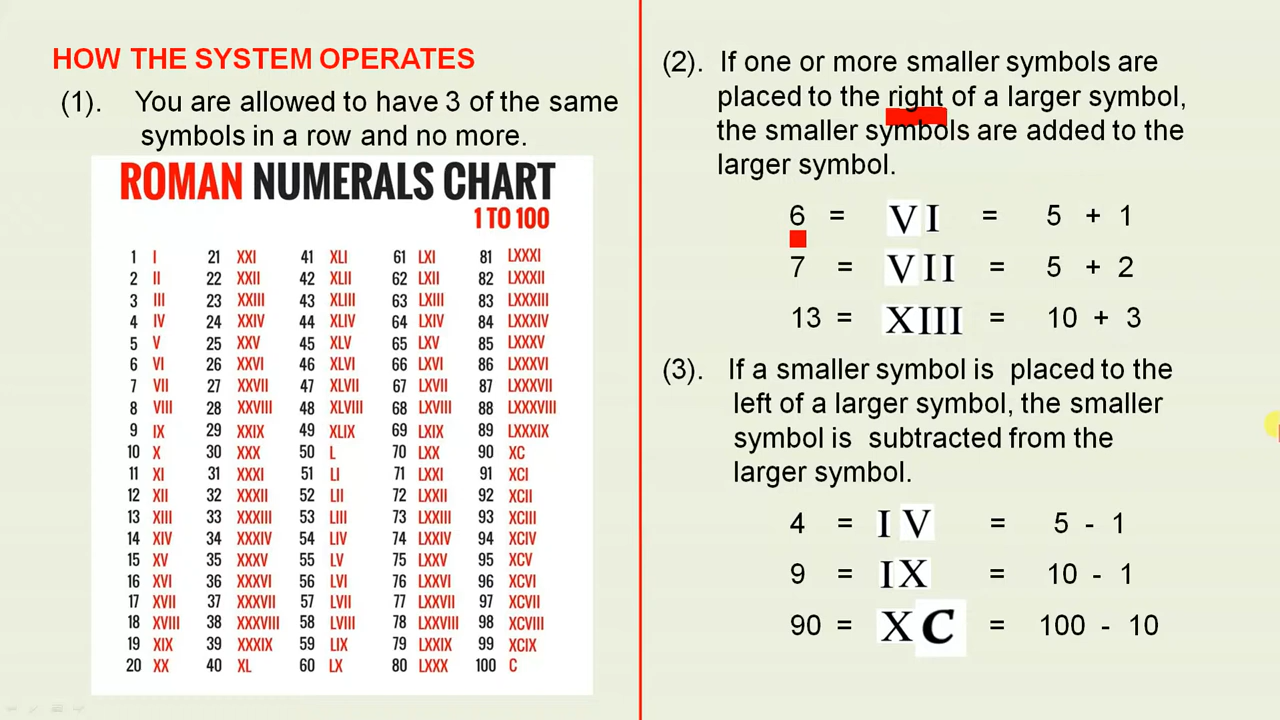 HOW THE SYSTEM OPERATES
(1). You are allowed to have 3 of the same
symbols in a row and no more.
ROMAN NUMERALS CHART
1 TO 100
1 I 21 XXI 41 XLI 61 LXI 81 LXXXI
2 II 22 XXII 42 XLII 62 LXII 82 LXXXII
3 III 23 XXIII 43 XLIII 63 LXIII 83 LXXXIII
4 IV 24 XXIV 44 XLIV 64 LXIV 84 LXXXIV
5 V 25 XXV 45 XLV 65 LXV 85 LXXXV
6 VI 26 XXVI 46 XLVI 66 LXVI 86 LXXXVI
7 VII 27 XXVII 47 XLVII 67 LXVII 87 LXXXVII
8 VIII 28 XXVIII 48 XLVIII 68 LXVIII 88 LXXXVIII
9 IX 29 XXIX 49 XLIX 69 LXIX 89 LXXXIX
10 X 30 XXX 50 L 70 LXX 90 XC
11 XI 31 XXXI 51 LI 71 LXXI 91 XCI
12 XII 32 XXXII 52 LII 72 LXXII 92 XCII
13 XIII 33 XXXIII 53 LIII 73 LXXIII 93 XCIII
14 XIV 34 XXXIV 54 LIV 74 LXXIV 94 XCIV
15 XV 35 XXXV 55 LV 75 LXXV 95 XCV
16 XVI 36 XXXVI 56 LVI 76 LXXVI 96 XCVI
17 XVII 37 XXXVII 57 LVII 77 LXXVII 97 XCVII
18 XVIII 38 XXXVIII 58 LVIII 78 LXXVIII 98 XCVIII
19 XIX 39 XXXIX 59 LIX 79 LXXIX 99 XCIX
20 XX 40 XL 60 LX 80 LXXX 100 C
(2). If one or more smaller symbols are
placed to the right of a larger symbol,
the smaller symbols are added to the
larger symbol.
6 = VI = 5 + 1
7 = VII = 5 + 2
13 = XIII = 10 + 3
(3). If a smaller symbol is placed to the
left of a larger symbol, the smaller
symbol is subtracted from the
larger symbol.
4 = IV = 5 - 1
9 = IX = 10 - 1
90 = XC = 100 - 10